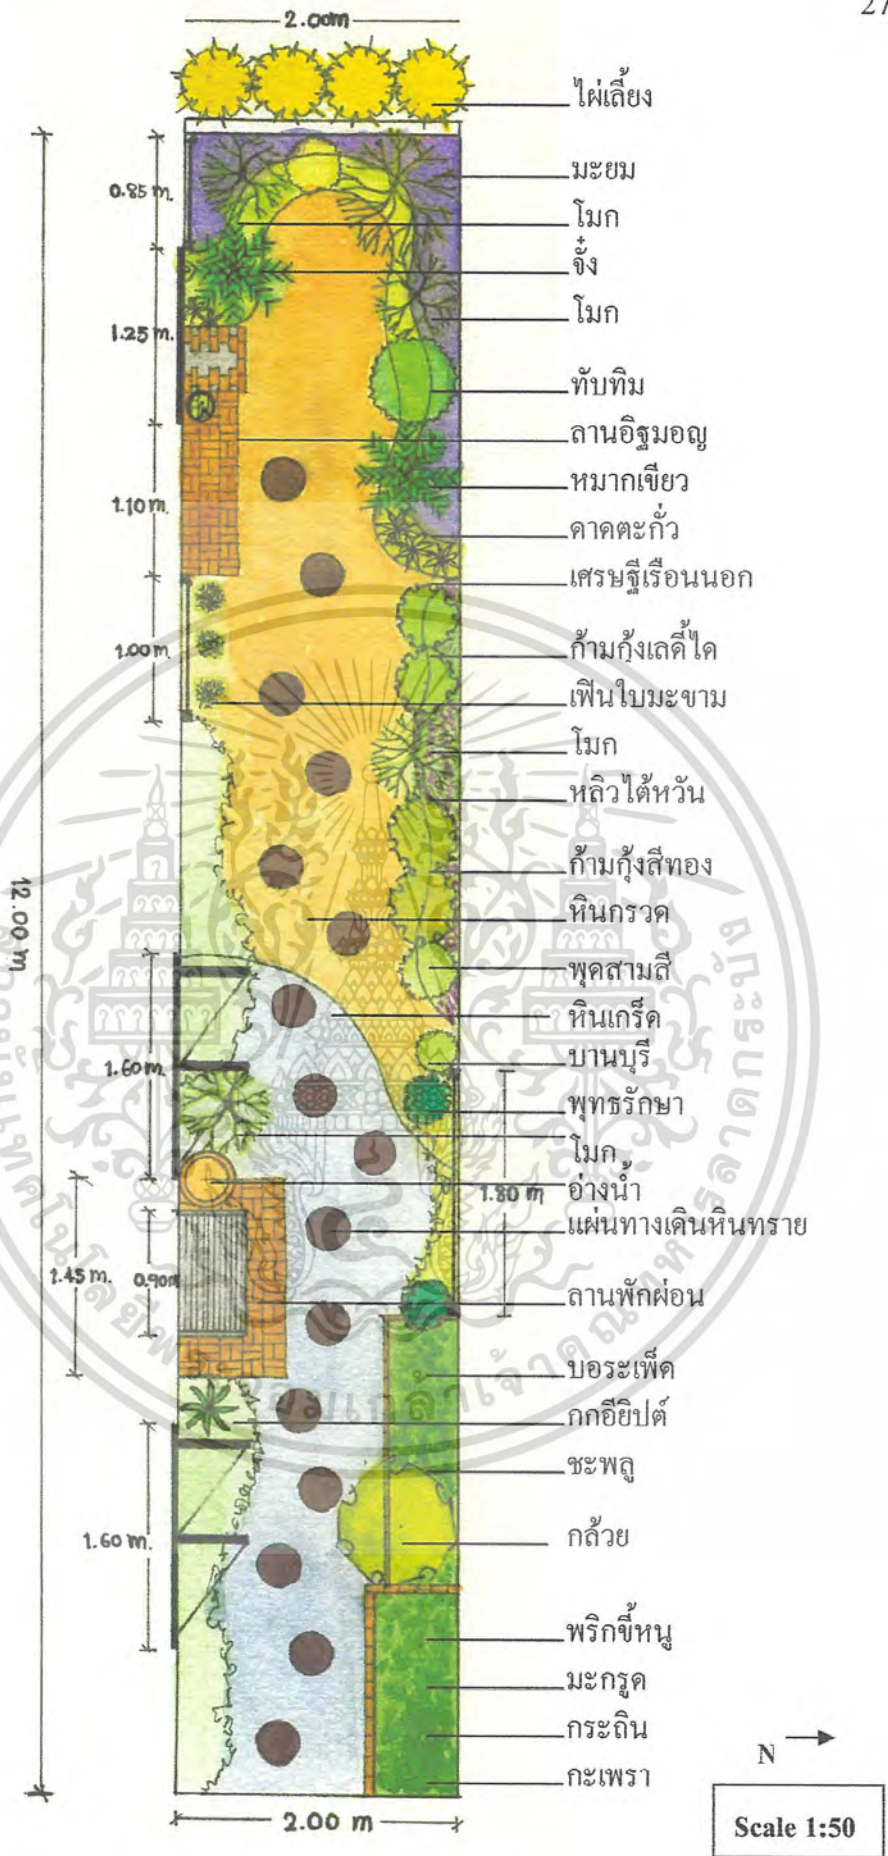 27
2.00m
ไผ่เลี้ยง
มะยม
0.85 m.
โมก
จั๋ง
โมก
1.25 m.
ทับทิม
ลานอิฐมอญ
หมากเขียว
1.10 m.
ดาดตะกั่ว
เศรษฐีเรือนนอก
1.00 m.
ก้ามกุ้งเลดี้ได
เฟินใบมะขาม
โมก
หลิวไต้หวัน
ก้ามกุ้งสีทอง
12.00 m
หินกรวด
พุดสามสี
หินเกร็ด
1.60 m.
บานบุรี
พุทธรักษา
โมก
1.80 m
อ่างน้ำ
แผ่นทางเดินหินทราย
1.45 m.
0.90m
ลานพักผ่อน
บอระเพ็ด
กกอียิปต์
ชะพลู
1.60 m.
กล้วย
พริกขี้หนู
มะกรูด
กระถิน
N
กะเพรา
2.00 m
Scale 1:50